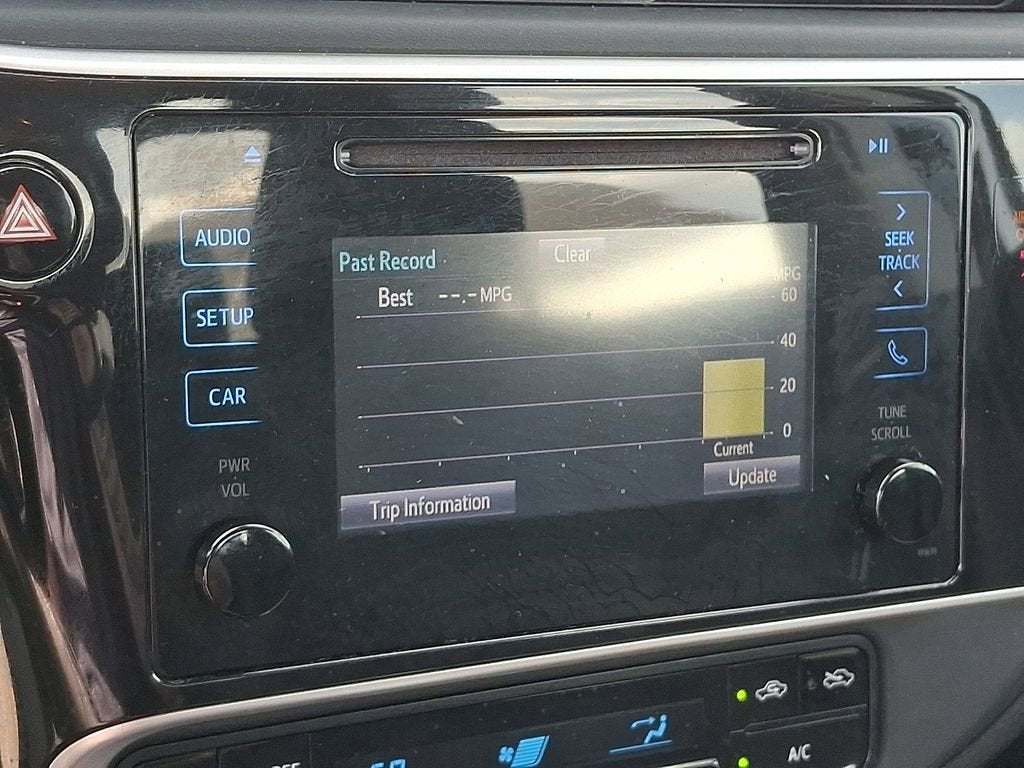 AUDIO
SETUP
CAR
PWR
VOL
Past Record
Clear
Best --.- MPG
MPG
60
40
20
0
Current
Update
Trip Information
SEEK
TRACK
TUNE
SCROLL
A/C